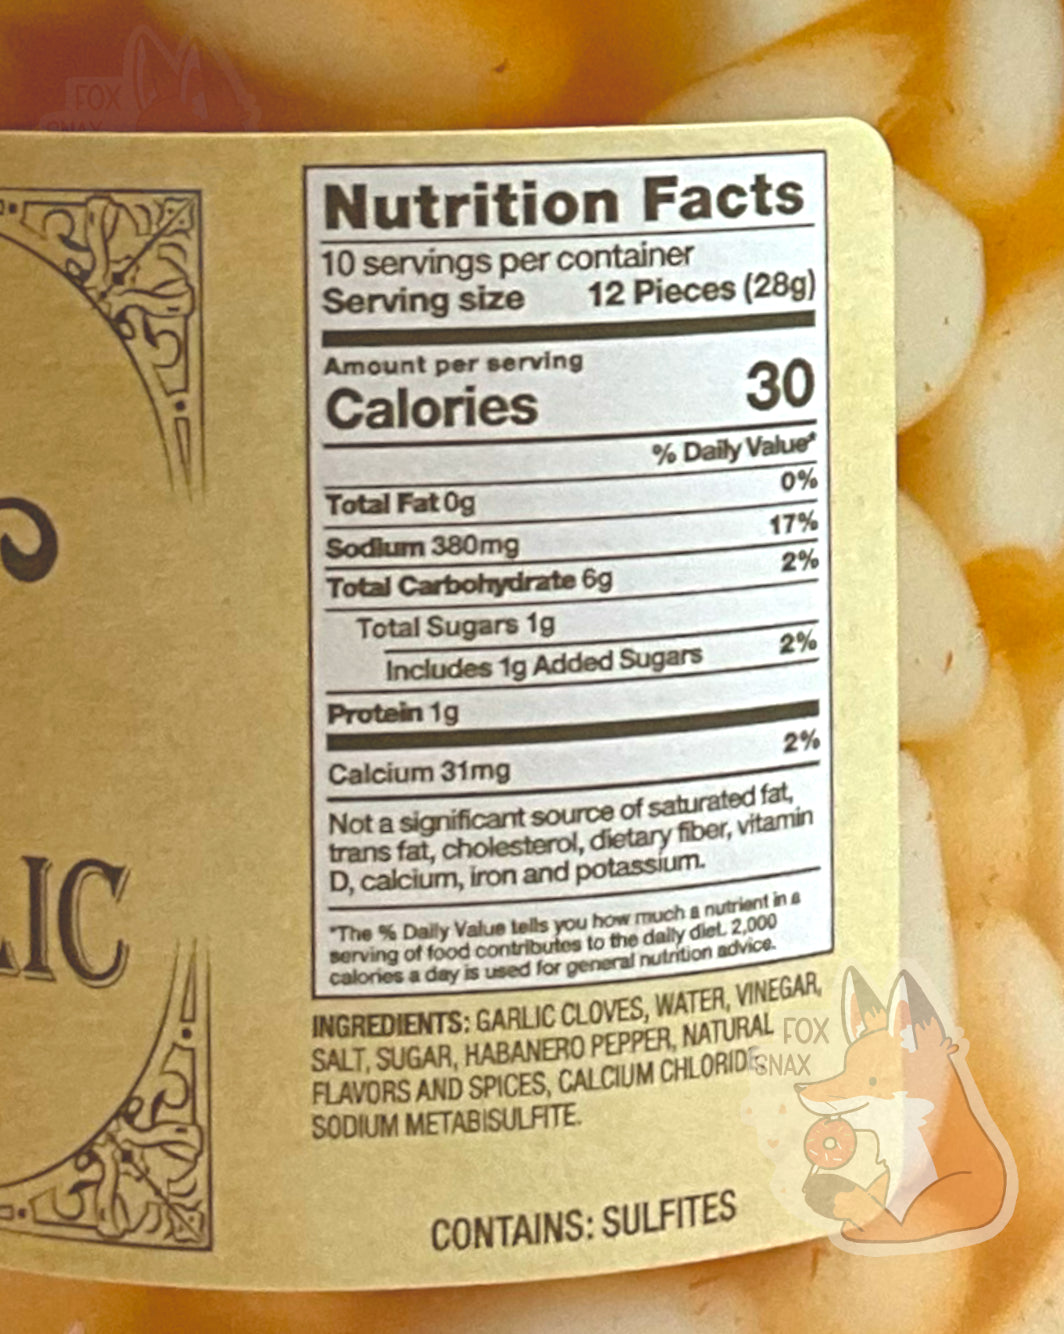 FOX
SNAX
Nutrition Facts
10 servings per container
Serving size 12 Pieces (28g)
Amount per serving
Calories 30
% Daily Value*
Total Fat 0g 0%
Sodium 380mg 17%
Total Carbohydrate 6g 2%
Total Sugars 1g
Includes 1g Added Sugars 2%
Protein 1g
Calcium 31mg 2%
Not a significant source of saturated fat,
trans fat, cholesterol, dietary fiber, vitamin
D, calcium, iron and potassium.
*The % Daily Value tells you how much a nutrient in a
serving of food contributes to the daily diet. 2,000
calories a day is used for general nutrition advice.
LIC
INGREDIENTS: GARLIC CLOVES, WATER, VINEGAR,
SALT, SUGAR, HABANERO PEPPER, NATURAL
FLAVORS AND SPICES, CALCIUM CHLORIDE,
SODIUM METABISULFITE.
FOX
SNAX
CONTAINS: SULFITES